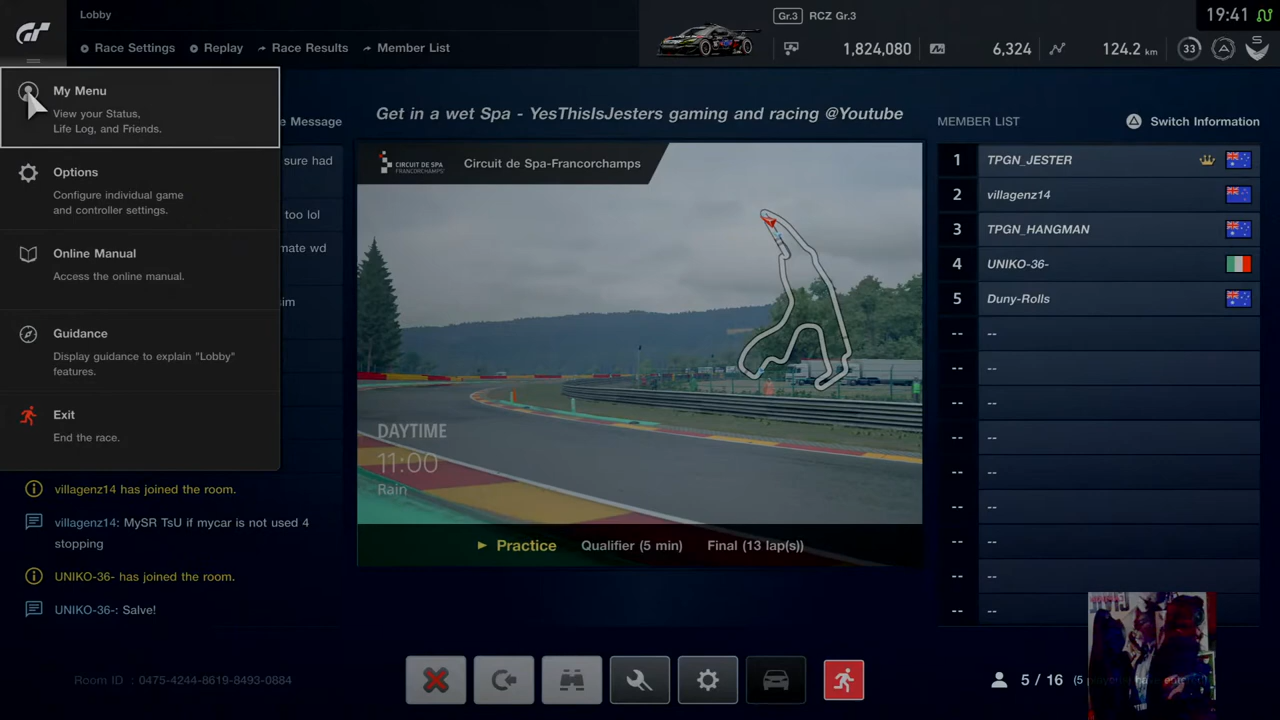 Lobby
Race Settings
Replay
Race Results
Member List
Gr.3
RCZ Gr.3
1,824,080
6,324
124.2 km
33
A
S
19:41
My Menu
View your Status,
Life Log, and Friends.
Options
Configure individual game
and controller settings.
Online Manual
Access the online manual.
Guidance
Display guidance to explain "Lobby"
features.
Exit
End the race.
e Message
sure had
too lol
mate wd
sim
villagenz14 has joined the room.
villagenz14: MySR TsU if mycar is not used 4
stopping
UNIKO-36- has joined the room.
UNIKO-36-: Salve!
Get in a wet Spa - YesThisIsJesters gaming and racing @Youtube
CIRCUIT DE SPA
FRANCORCHAMPS
Circuit de Spa-Francorchamps
DAYTIME
11:00
Rain
Practice
Qualifier (5 min)
Final (13 lap(s))
MEMBER LIST
Switch Information
1 TPGN_JESTER
2 villagenz14
3 TPGN_HANGMAN
4 UNIKO-36-
5 Duny-Rolls
-- --
-- --
-- --
-- --
-- --
-- --
-- --
-- --
-- --
Room ID : 0475-4244-8619-8493-0884
5 / 16